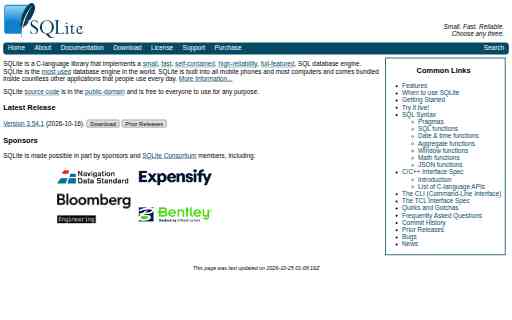 SQLite
Small. Fast. Reliable.
Choose any three.
Home About Documentation Download License Support Purchase Search
SQLite is a C-language library that implements a small, fast, self-contained, high-reliability, full-featured, SQL database engine.
SQLite is the most used database engine in the world. SQLite is built into all mobile phones and most computers and comes bundled
inside countless other applications that people use every day. More Information...
SQLite source code is in the public-domain and is free to everyone to use for any purpose.
Latest Release
Version 3.54.1 (2026-10-16). Download Prior Releases
Sponsors
SQLite is made possible in part by sponsors and SQLite Consortium members, including:
Navigation
Data Standard
Expensify
Bloomberg
Engineering
Bentley
Common Links
Features
When to use SQLite
Getting Started
Try it live!
SQL Syntax
Pragmas
SQL functions
Date & time functions
Aggregate functions
Window functions
Math functions
JSON functions
C/C++ Interface Spec
Introduction
List of C-language APIs
The CLI (Command-Line Interface)
The TCL Interface Spec
Quirks and Gotchas
Frequently Asked Questions
Commit History
Prior Releases
Bugs
News
This page was last updated on 2026-10-25 01:09:16Z